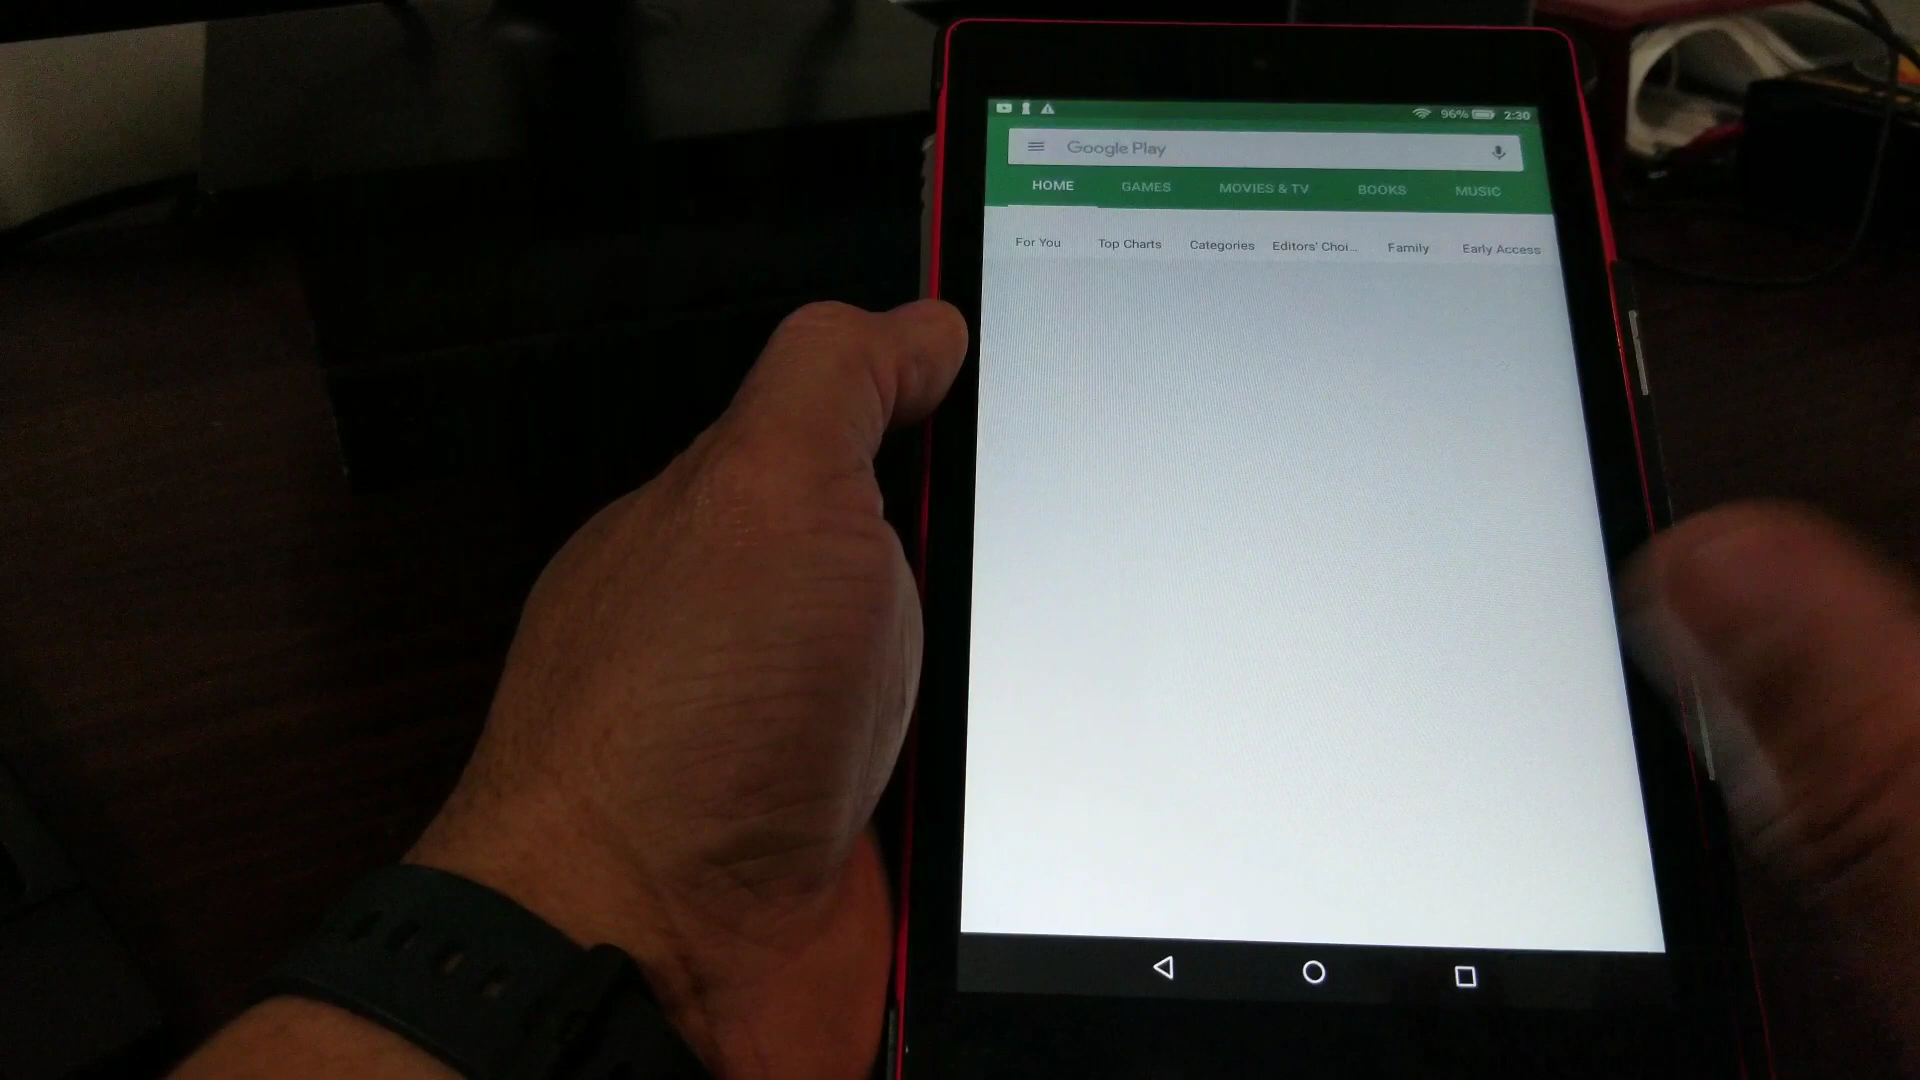 96% 2:30
Google Play
HOME GAMES MOVIES & TV BOOKS MUSIC
For You Top Charts Categories Editors' Choi... Family Early Access